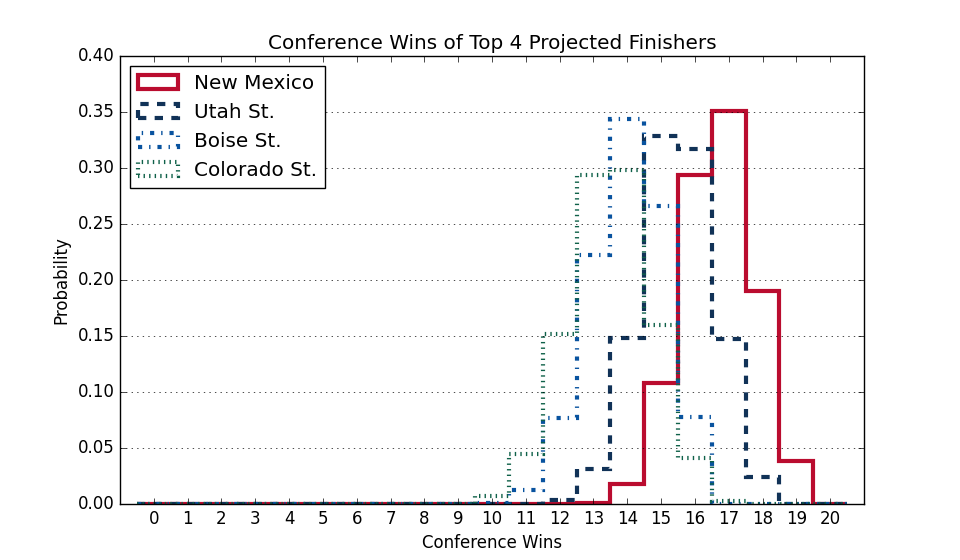 Conference Wins of Top 4 Projected Finishers
New Mexico
Utah St.
Boise St.
Colorado St.
0.40
0.35
0.30
0.25
0.20
0.15
0.10
0.05
0.00
Probability
0 1 2 3 4 5 6 7 8 9 10 11 12 13 14 15 16 17 18 19 20
Conference Wins